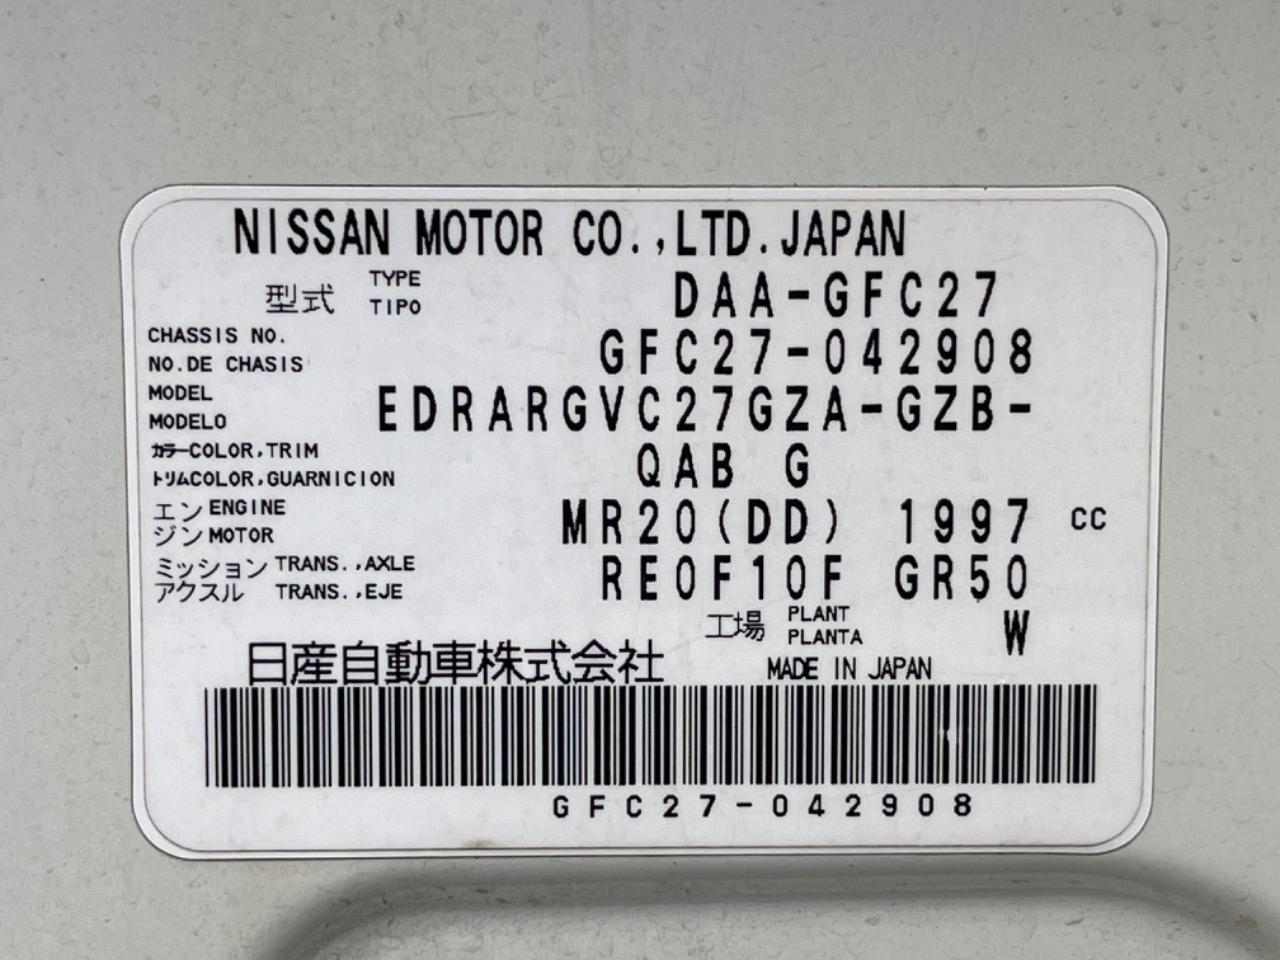 NISSAN MOTOR CO.,LTD.JAPAN
型式 TYPE TIPO DAA-GFC27
CHASSIS NO. NO.DE CHASIS GFC27-042908
MODEL MODELO EDRARGVC27GZA-GZB-
カラーCOLOR,TRIM トリムCOLOR,GUARNICION QAB G
エンジン ENGINE MOTOR MR20(DD) 1997 CC
ミッション アクスル TRANS.,AXLE TRANS.,EJE RE0F10F GR50
工場 PLANT PLANTA W
日産自動車株式会社 MADE IN JAPAN
GFC27-042908